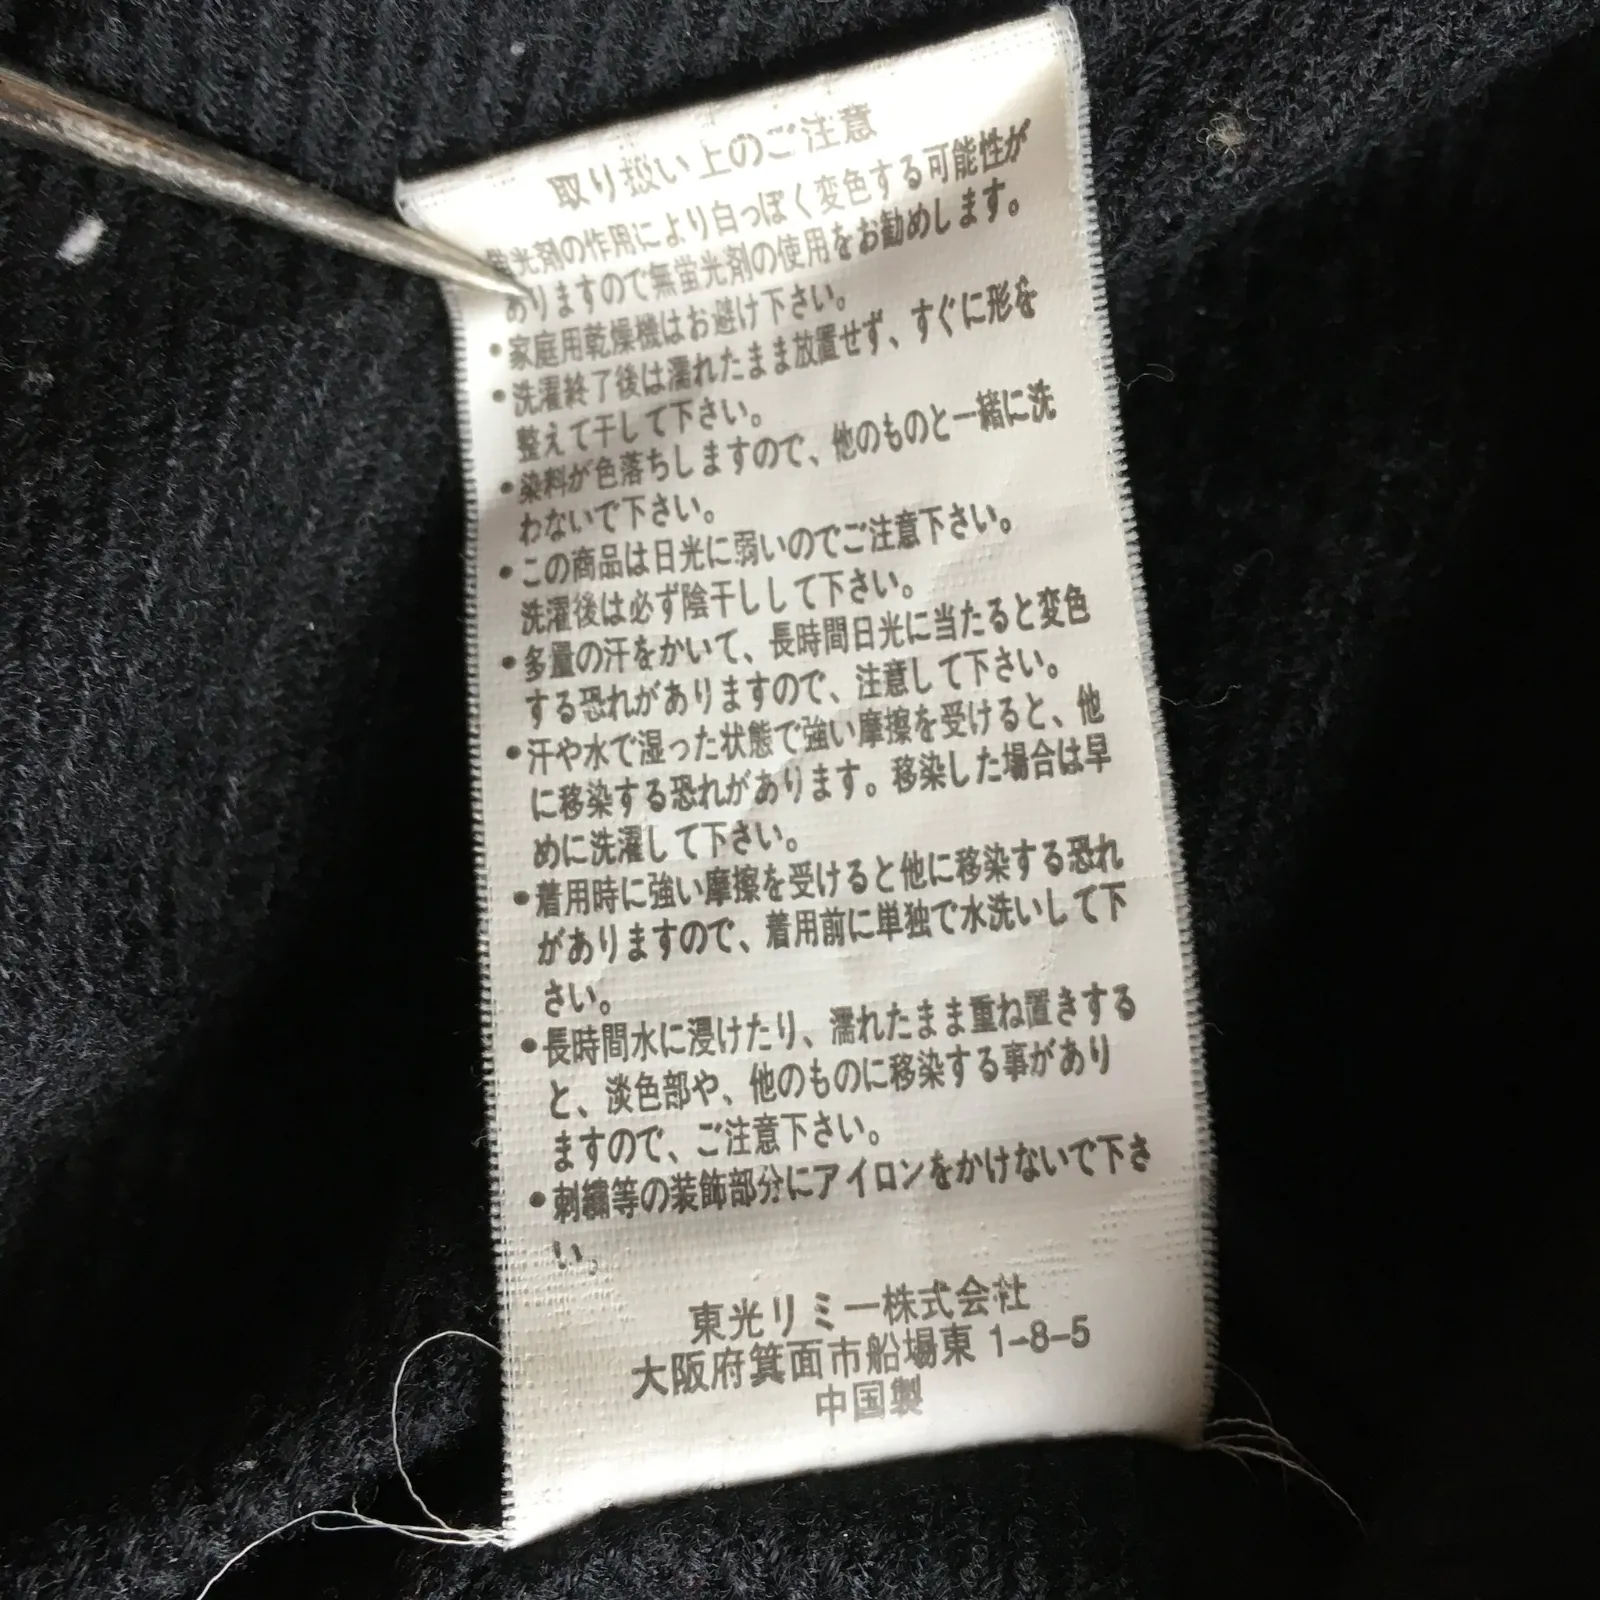 取り扱い上のご注意
蛍光剤の作用により白っぽく変色する可能性が
ありますので無蛍光剤の使用をお勧めします。
•家庭用乾燥機はお避け下さい。
•洗濯終了後は濡れたまま放置せず、すぐに形を
整えて干して下さい。
•染料が色落ちしますので、他のものと一緒に洗
わないで下さい。
•この商品は日光に弱いのでご注意下さい。
洗濯後は必ず陰干しして下さい。
•多量の汗をかいて、長時間日光に当たると変色
する恐れがありますので、注意して下さい。
•汗や水で湿った状態で強い摩擦を受けると、他
に移染する恐れがあります。移染した場合は早
めに洗濯して下さい。
•着用時に強い摩擦を受けると他に移染する恐れ
がありますので、着用前に単独で水洗いして下
さい。
•長時間水に浸けたり、濡れたまま重ね置きする
と、淡色部や、他のものに移染する事があり
ますので、ご注意下さい。
•刺繍等の装飾部分にアイロンをかけないで下さ
い。
東光リミー株式会社
大阪府箕面市船場東 1-8-5
中国製